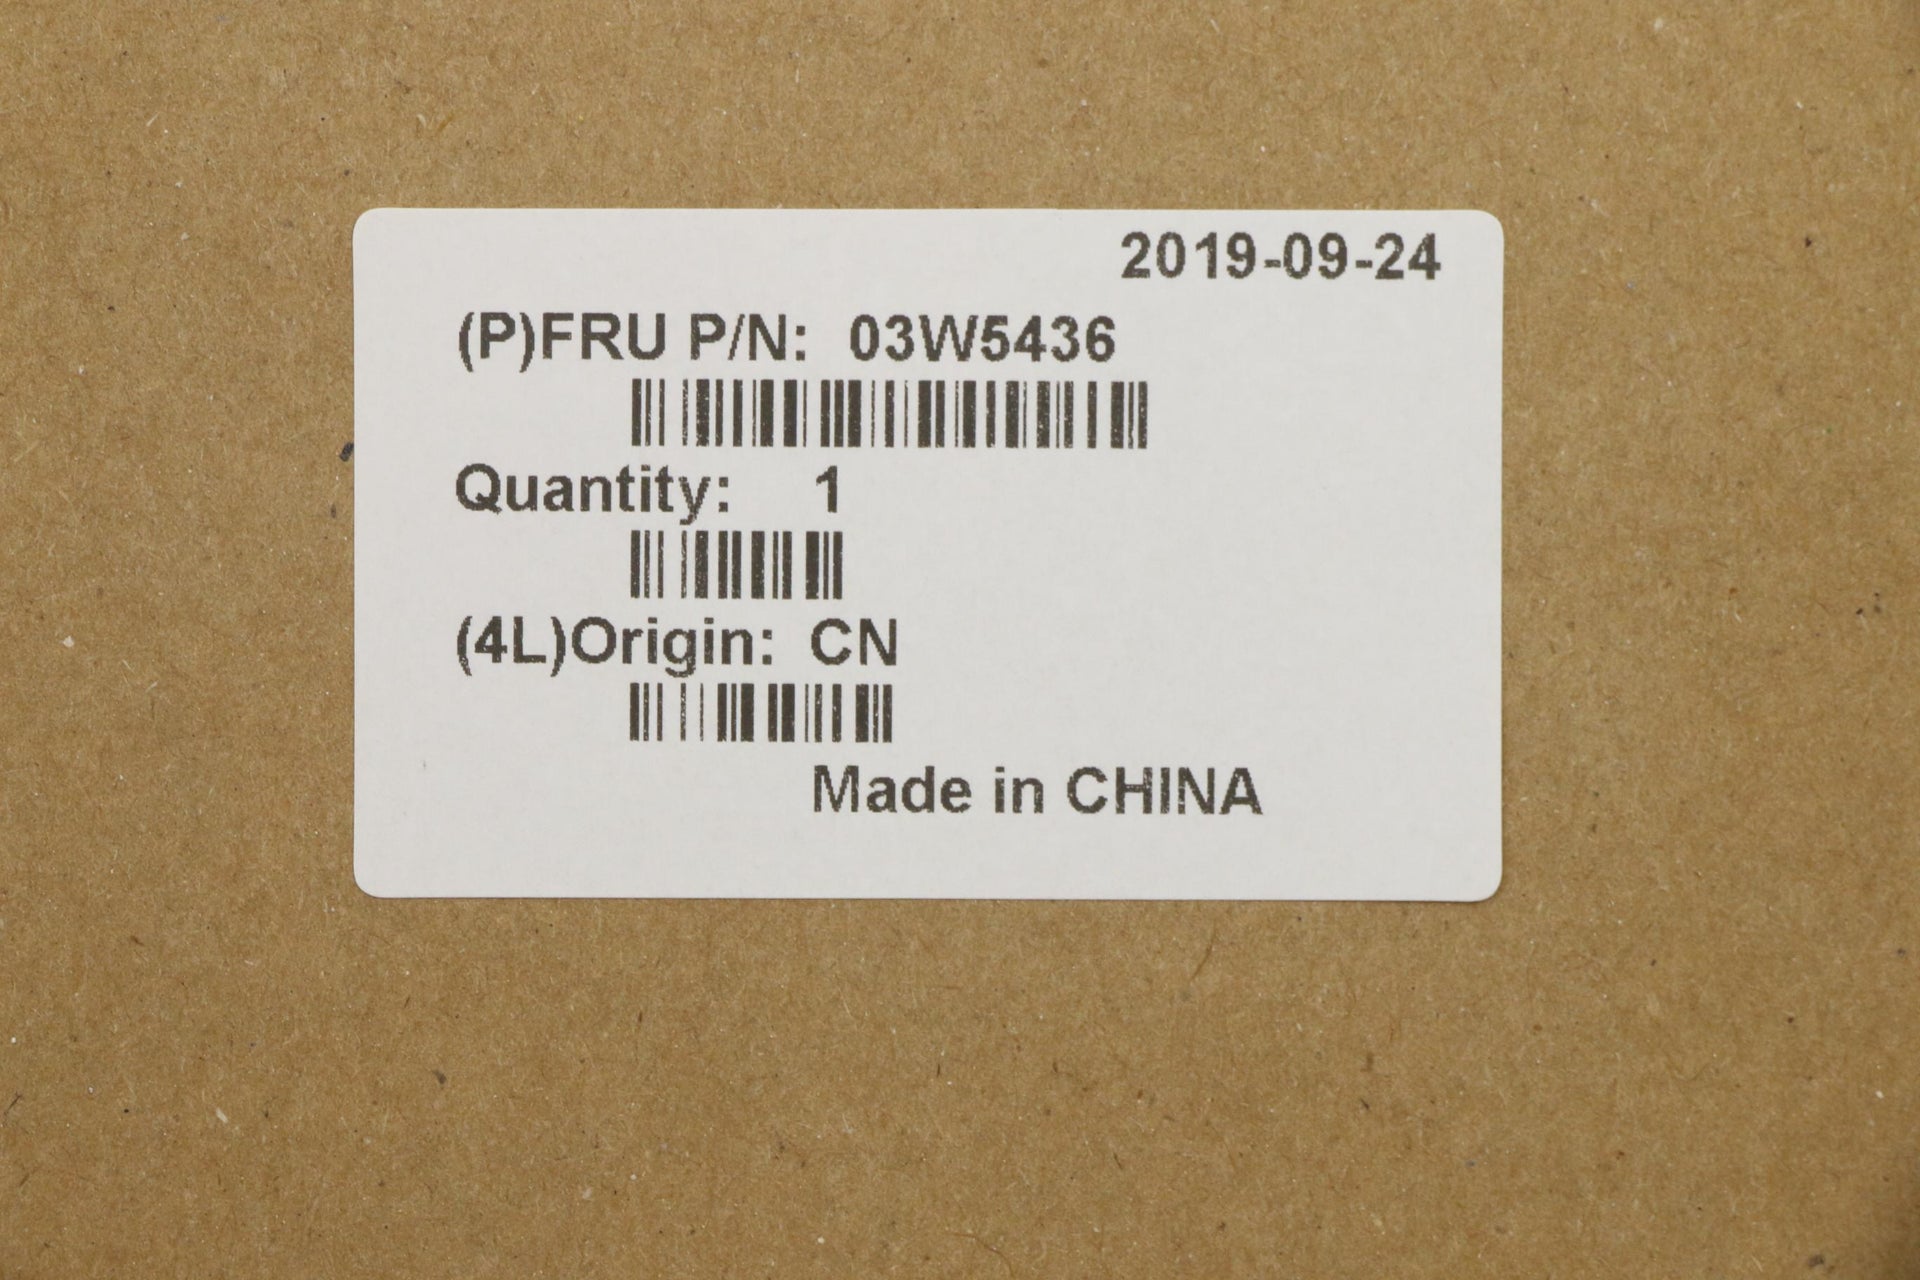 2019-09-24
(P)FRU P/N: 03W5436
Quantity: 1
(4L)Origin: CN
Made in CHINA